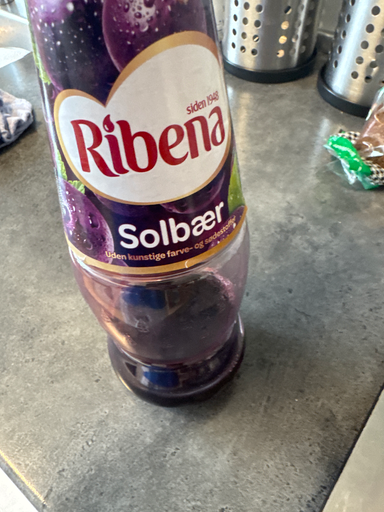 siden 1948
Ribena
Solbær
Uden kunstige farve- og sødestoffer